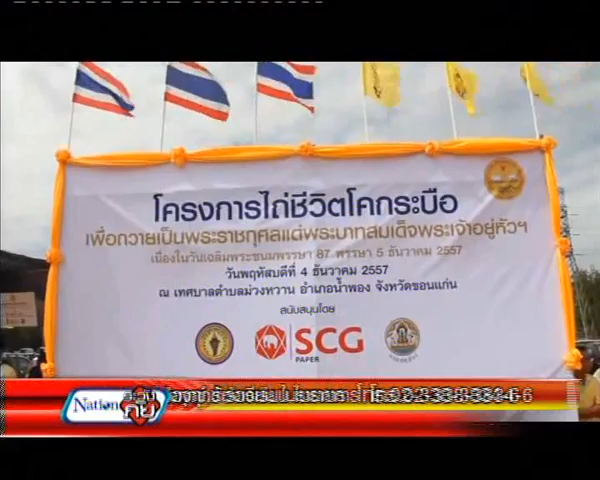 โครงการไถ่ชีวิตโคกระบือ
เพื่อถวายเป็นพระราชกุศลแด่พระบาทสมเด็จพระเจ้าอยู่หัวฯ
เนื่องในวันเฉลิมพระชนมพรรษา 87 พรรษา 5 ธันวาคม 2557
วันพฤหัสบดีที่ 4 ธันวาคม 2557
ณ เทศบาลตำบลม่วงหวาน อำเภอน้ำพอง จังหวัดขอนแก่น
สนับสนุนโดย
SCG
PAPER
Nation